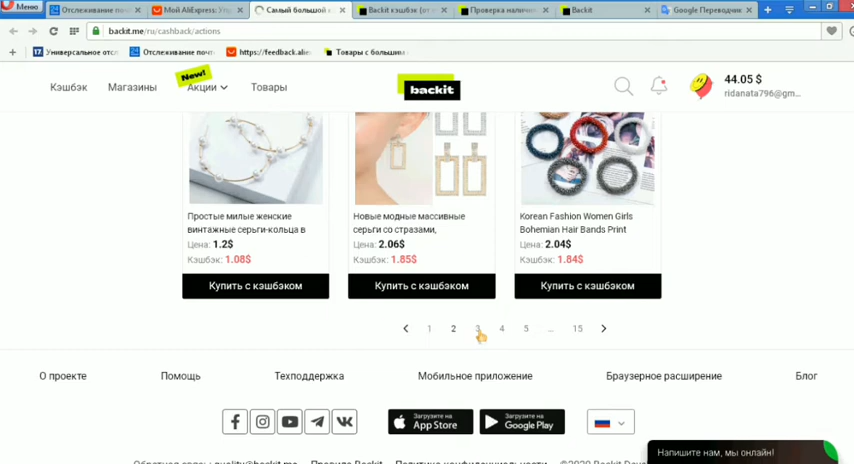 Меню
Отслеживание почт
Мой AliExpress: Упр
Самый большой к
Backit кэшбэк (ex
Проверка наличи
Backit
Google Переводчик
backit.me/ru/cashback/actions
Универсальное отсл
Отслеживание почт
https://feedback.alie
Товары с большим
Кэшбэк
Магазины
New!
Акции
Товары
backit
44.05 $
ridanata796@gm...
Простые милые женские
винтажные серьги-кольца в
Цена: 1.2$
Кэшбэк: 1.08$
Купить с кэшбэком
Новые модные массивные
серьги со стразами,
Цена: 2.06$
Кэшбэк: 1.85$
Купить с кэшбэком
Korean Fashion Women Girls
Bohemian Hair Bands Print
Цена: 2.04$
Кэшбэк: 1.84$
Купить с кэшбэком
1 2 3 4 5 ... 15
О проекте
Помощь
Техподдержка
Мобильное приложение
Браузерное расширение
Блог
Загрузите на
App Store
Загрузите на
Google Play
Напишите нам, мы онлайн!